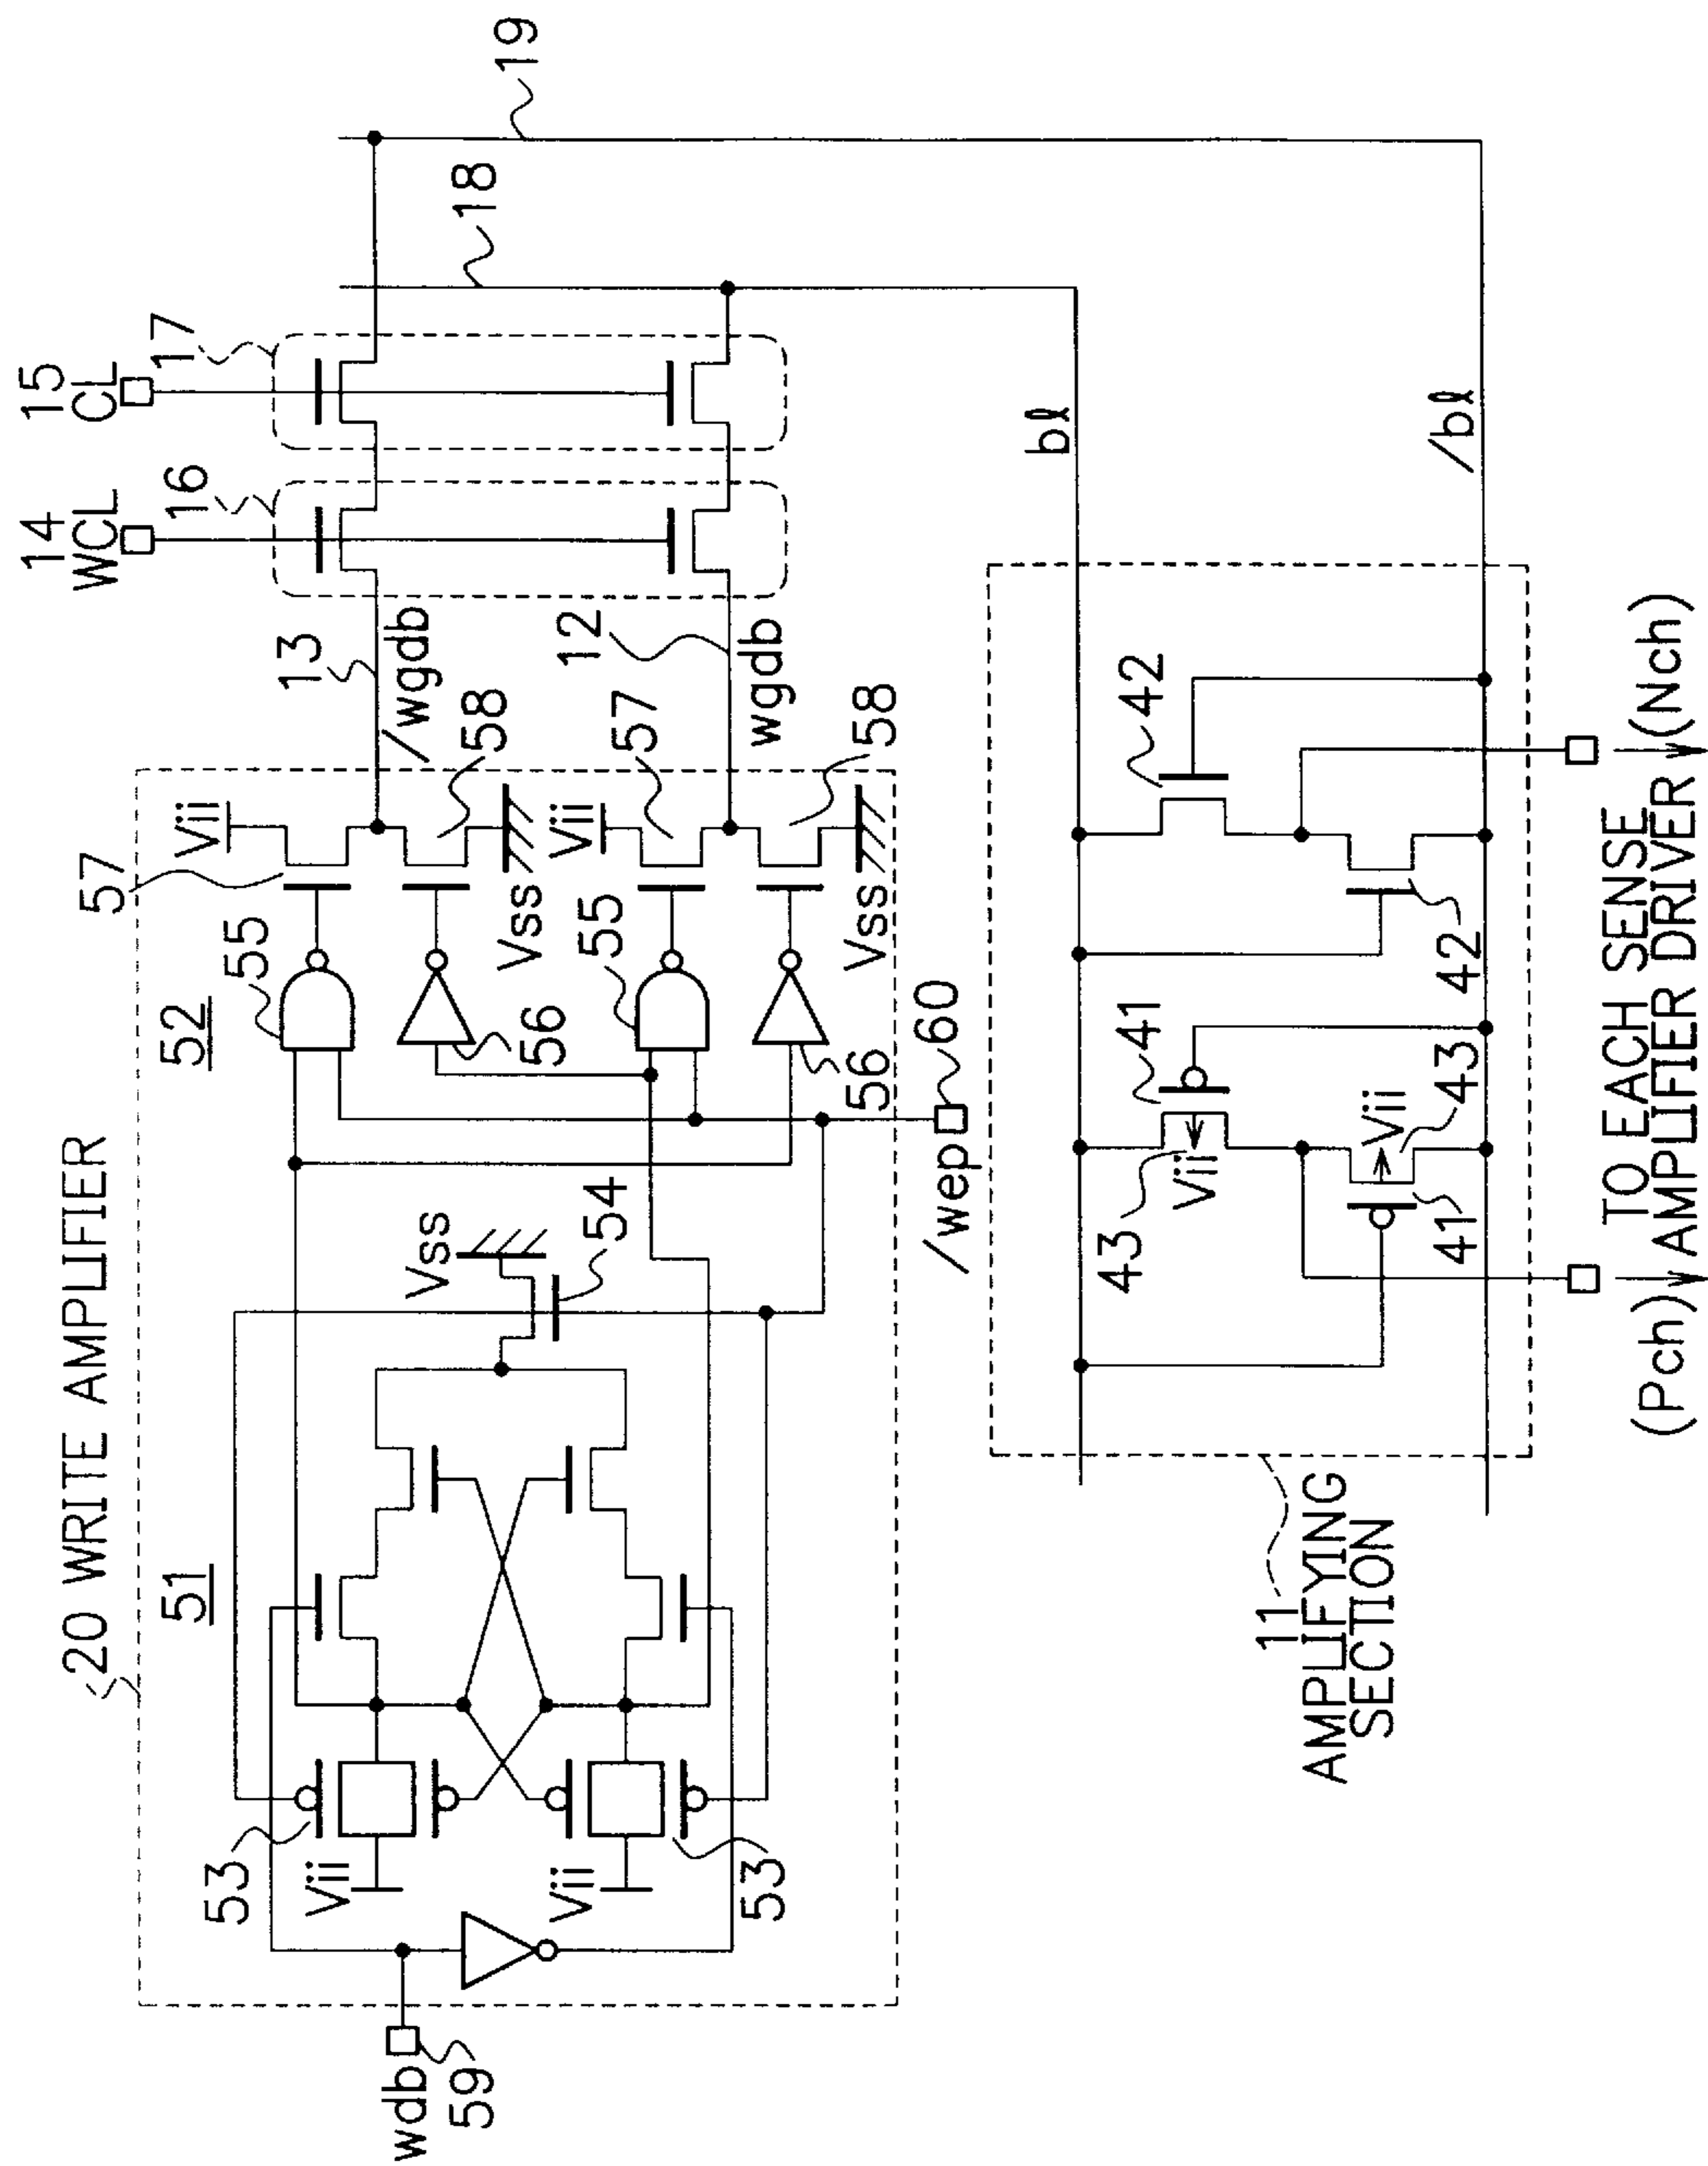 20 WRITE AMPLIFIER
51
52
53
Vii
Vii
53
wdb
59
Vss
54
55
57
Vii
56
58
Vss
55
57
Vii
56
58
Vss
/wep
60
13
/wgdb
12
wgdb
14
WCL
16
15
CL
17
18
19
bl
/bl
11
AMPLIFYING
SECTION
43
Vii
41
41
Vii
43
42
42
(Pch)
TO EACH SENSE
AMPLIFIER DRIVER
(Nch)